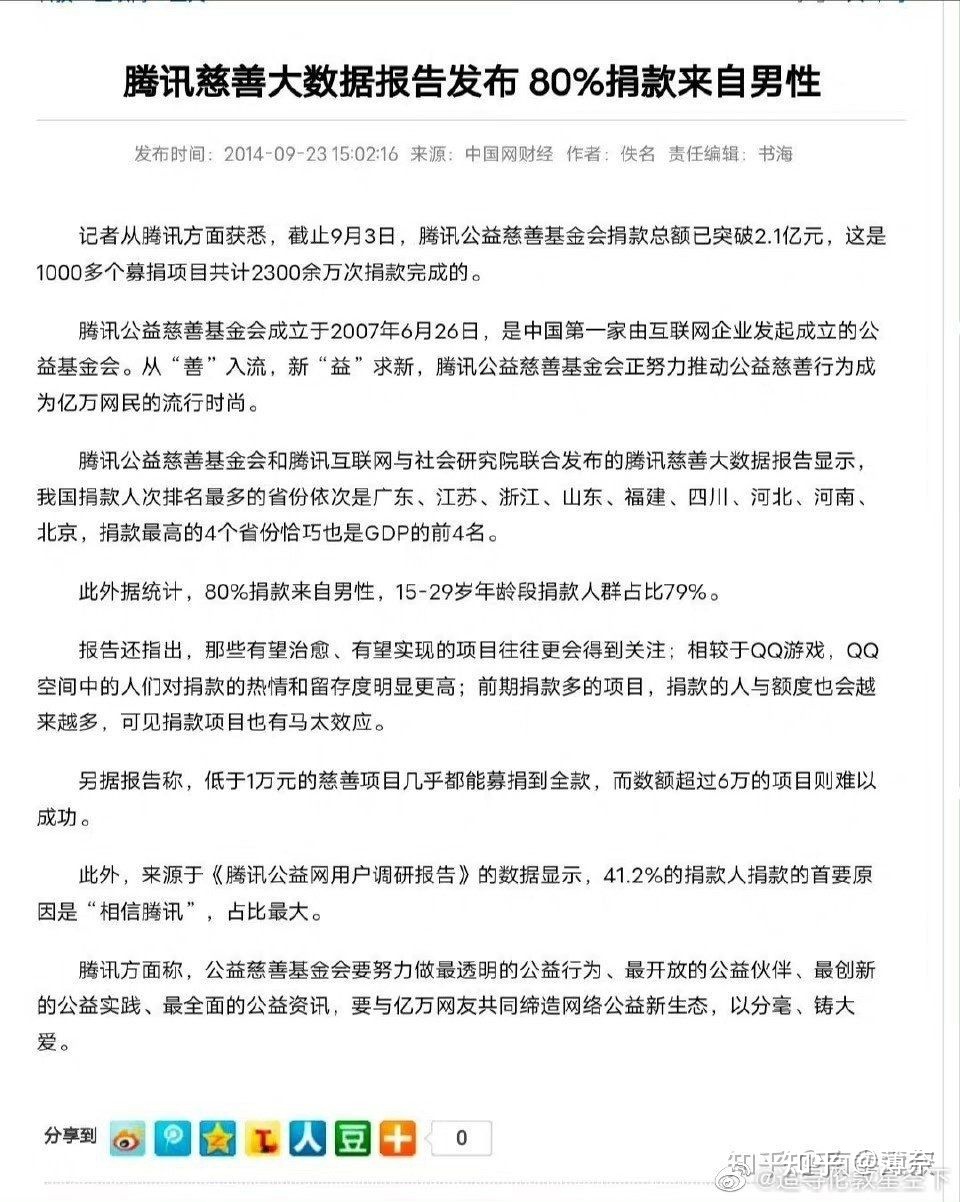 腾讯慈善大数据报告发布 80%捐款来自男性
发布时间：2014-09-23 15:02:16 来源：中国网财经 作者：佚名 责任编辑：书海
记者从腾讯方面获悉，截止9月3日，腾讯公益慈善基金会捐款总额已突破2.1亿元，这是
1000多个募捐项目共计2300余万次捐款完成的。
腾讯公益慈善基金会成立于2007年6月26日，是中国第一家由互联网企业发起成立的公
益基金会。从“善”入流，新“益”求新，腾讯公益慈善基金会正努力推动公益慈善行为成
为亿万网民的流行时尚。
腾讯公益慈善基金会和腾讯互联网与社会研究院联合发布的腾讯慈善大数据报告显示，
我国捐款人次排名最多的省份依次是广东、江苏、浙江、山东、福建、四川、河北、河南、
北京，捐款最高的4个省份恰巧也是GDP的前4名。
此外据统计，80%捐款来自男性，15-29岁年龄段捐款人群占比79%。
报告还指出，那些有望治愈、有望实现的项目往往更会得到关注；相较于QQ游戏，QQ
空间中的人们对捐款的热情和留存度明显更高；前期捐款多的项目，捐款的人与额度也会越
来越多，可见捐款项目也有马太效应。
另据报告称，低于1万元的慈善项目几乎都能募捐到全款，而数额超过6万的项目则难以
成功。
此外，来源于《腾讯公益网用户调研报告》的数据显示，41.2%的捐款人捐款的首要原
因是“相信腾讯”，占比最大。
腾讯方面称，公益慈善基金会要努力做最透明的公益行为、最开放的公益伙伴、最创新
的公益实践、最全面的公益资讯，要与亿万网友共同缔造网络公益新生态，以分毫、铸大
爱。
分享到 人 豆 0
知乎 @薄奈